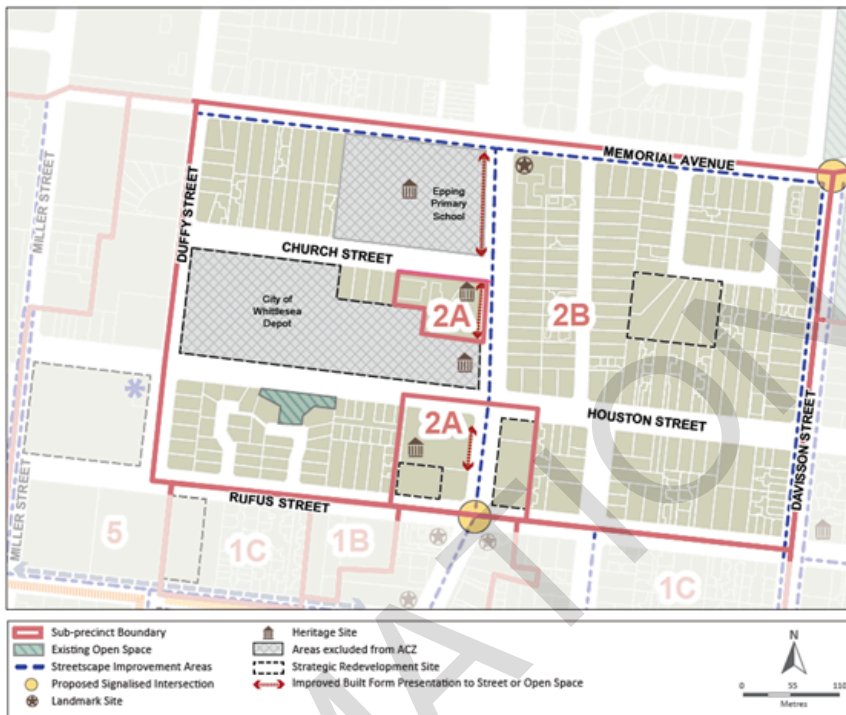 MEMORIAL AVENUE
MILLER STREET
DUFFY STREET
Epping
Primary
School
CHURCH STREET
City of
Whittlesea
Depot
2A
2B
2A
HOUSTON STREET
DAVISSON STREET
MILLER STREET
RUFUS STREET
5
1C
1B
1C
Sub-precinct Boundary
Existing Open Space
Streetscape Improvement Areas
Proposed Signalised Intersection
Landmark Site
Heritage Site
Areas excluded from ACZ
Strategic Redevelopment Site
Improved Built Form Presentation to Street or Open Space
N
0 55 110
Metres